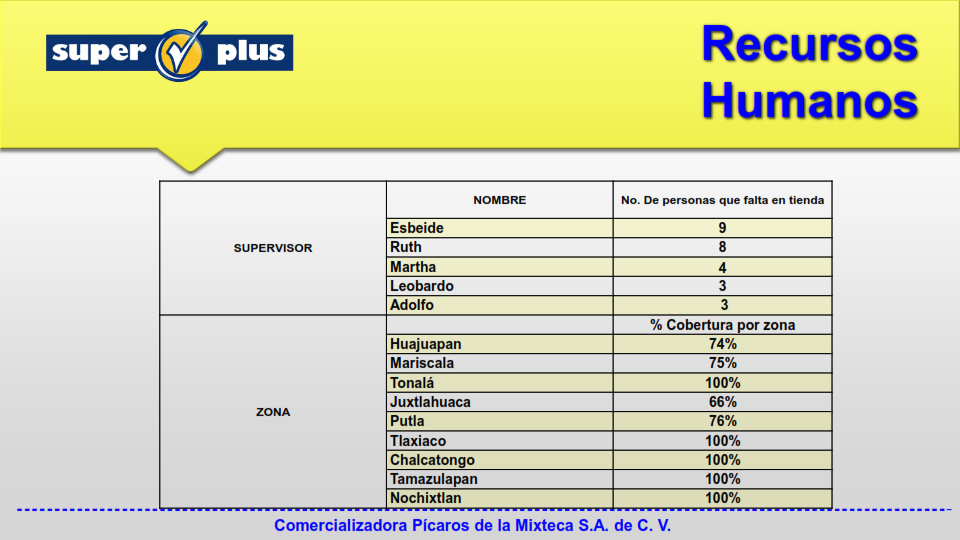 super plus
Recursos
Humanos
NOMBRE No. De personas que falta en tienda
SUPERVISOR
Esbeide 9
Ruth 8
Martha 4
Leobardo 3
Adolfo 3
% Cobertura por zona
ZONA
Huajuapan 74%
Mariscala 75%
Tonalá 100%
Juxtlahuaca 66%
Putla 76%
Tlaxiaco 100%
Chalcatongo 100%
Tamazulapan 100%
Nochixtlan 100%
Comercializadora Pícaros de la Mixteca S.A. de C. V.